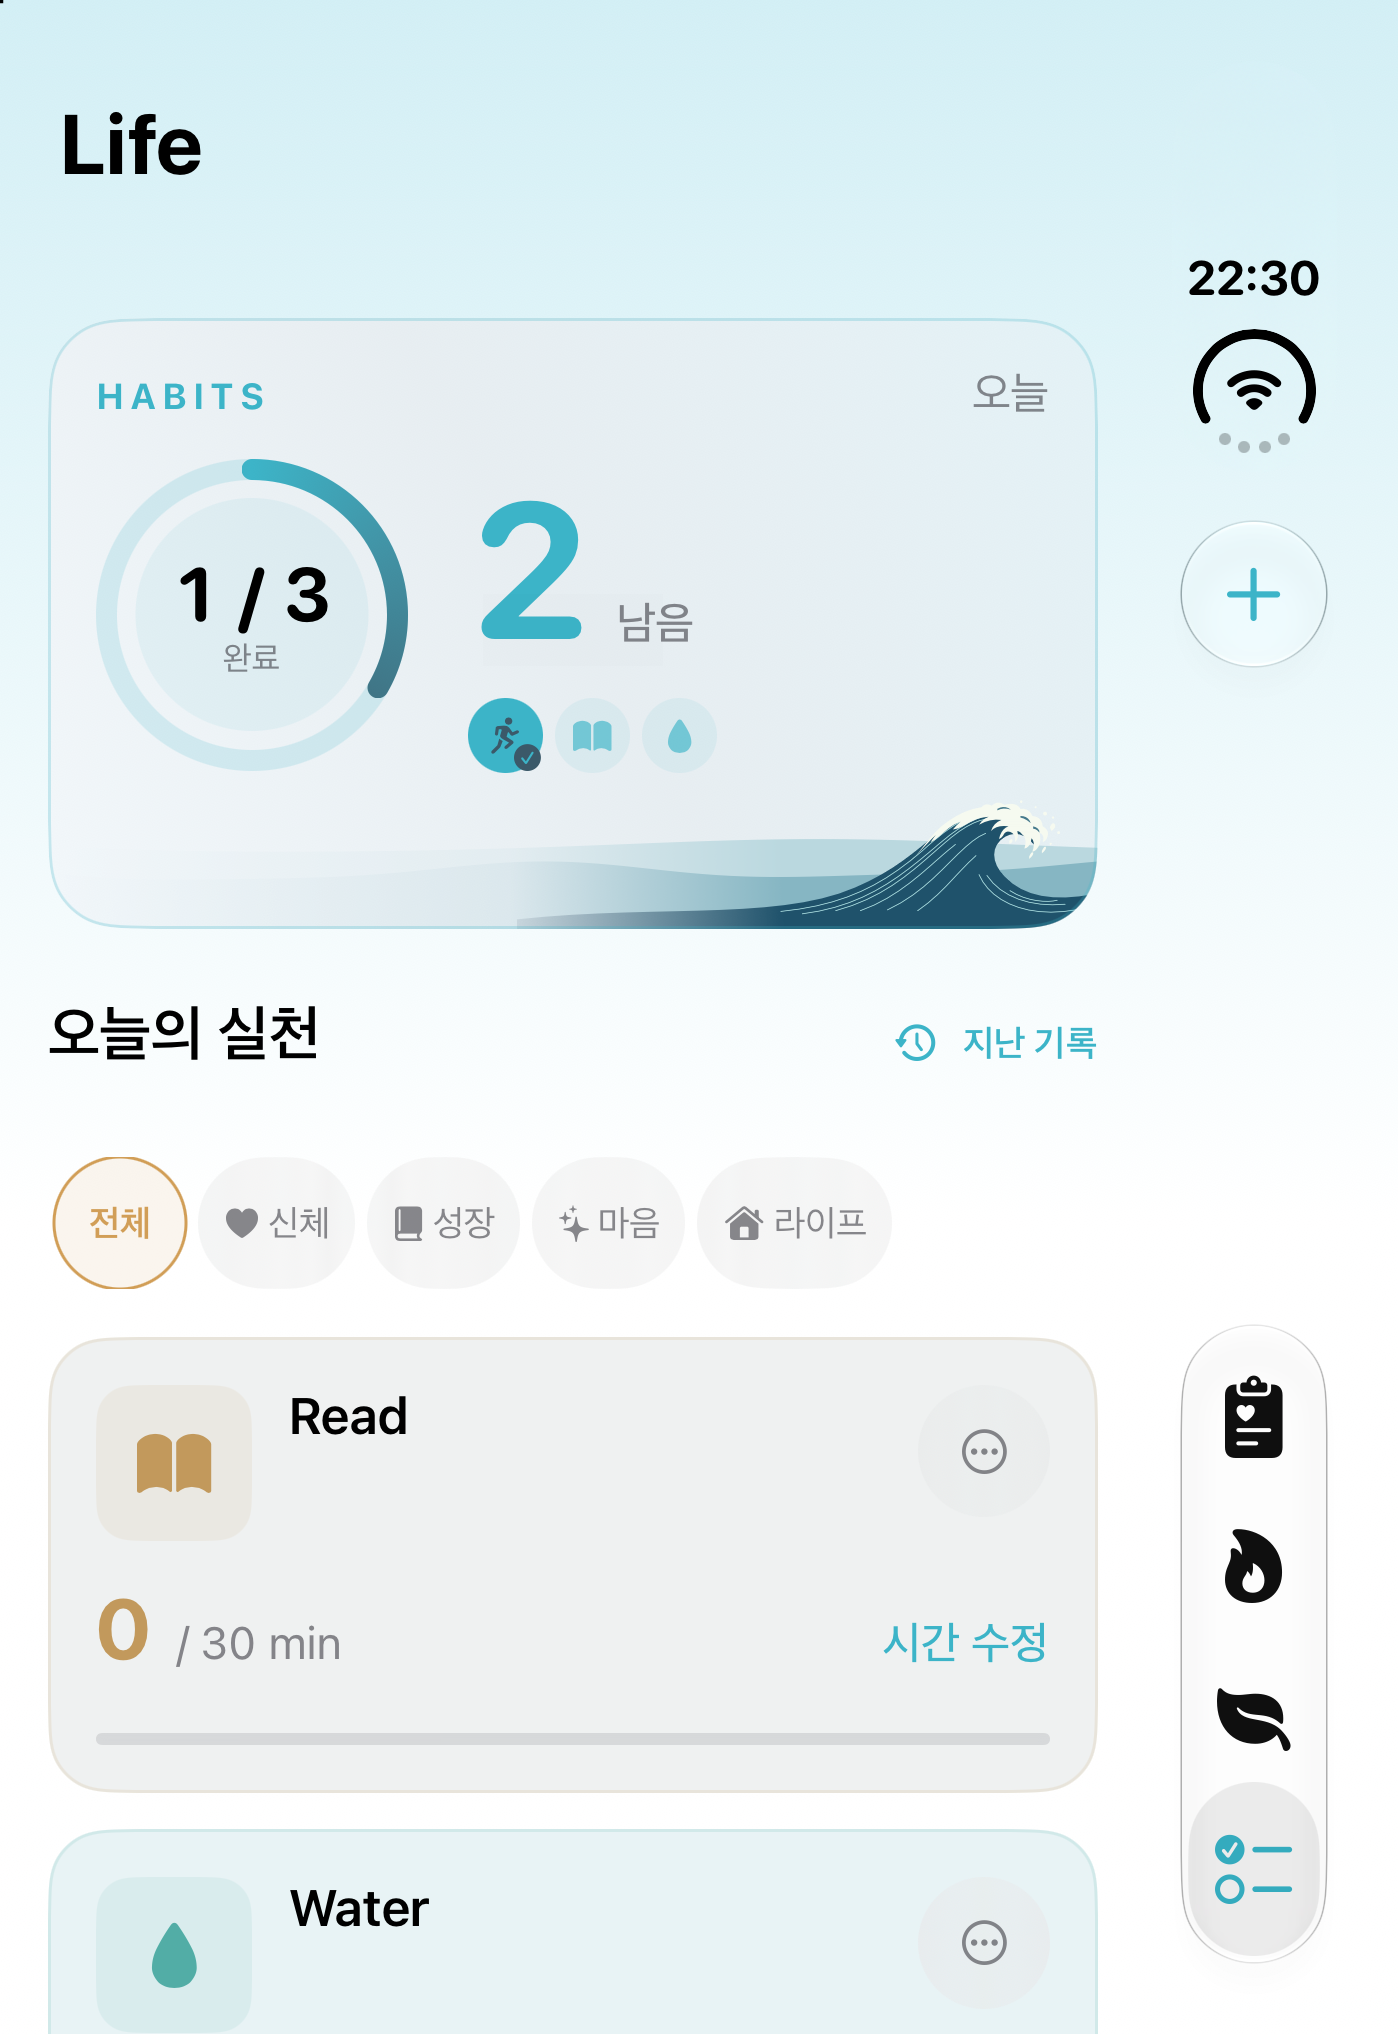 Life
22:30
HABITS
오늘
1 / 3
완료
2 남음
오늘의 실천
지난 기록
전체
신체
성장
마음
라이프
Read
0 / 30 min
시간 수정
Water